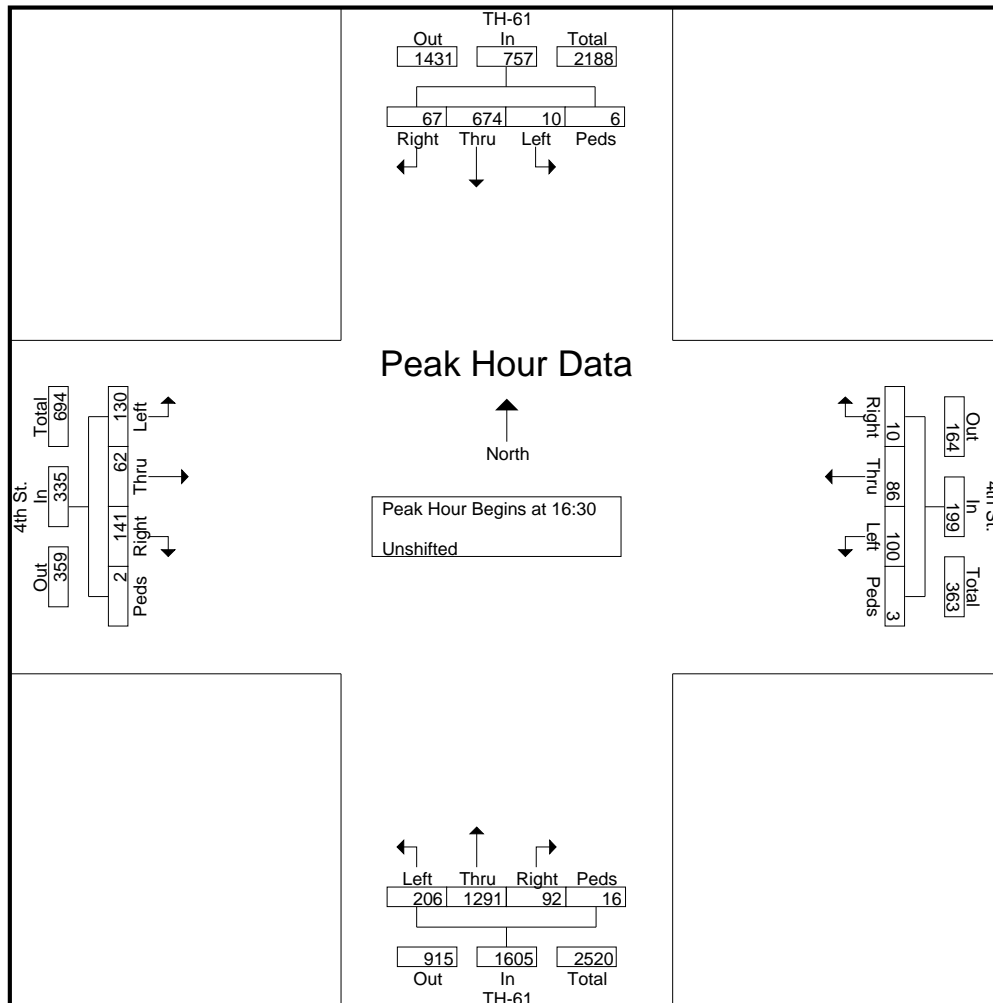 TH-61
Out In Total
1431 757 2188
67 674 10 6
Right Thru Left Peds
Peak Hour Data
North
Peak Hour Begins at 16:30
Unshifted
4th St.
Total In Out
694 335 359
130 62 141 2
Left Thru Right Peds
Right Thru Left Peds
10 86 100 3
Out In Total
164 199 363
4th St.
Left Thru Right Peds
206 1291 92 16
915 1605 2520
Out In Total
TH-61